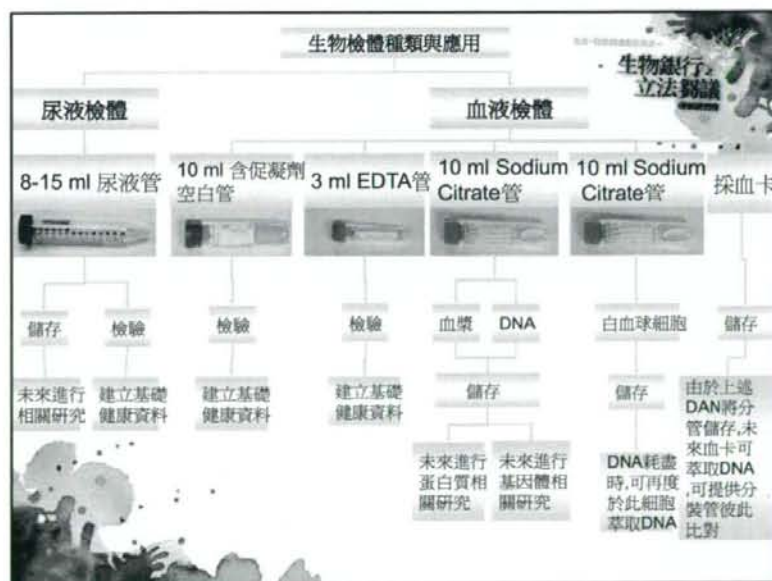 生物檢體種類與應用
生物銀行
立法芻議
尿液檢體
血液檢體
8-15 ml 尿液管
10 ml 含促凝劑
空白管
3 ml EDTA管
10 ml Sodium
Citrate管
10 ml Sodium
Citrate管
採血卡
儲存
檢驗
檢驗
檢驗
血漿
DNA
白血球細胞
儲存
未來進行
相關研究
建立基礎
健康資料
建立基礎
健康資料
建立基礎
健康資料
儲存
儲存
由於上述
DAN將分
管儲存,未
來血卡可
萃取DNA
,可提供分
裝管彼此
比對
未來進行
蛋白質相
關研究
未來進行
基因體相
關研究
DNA耗盡
時,可再度
於此細胞
萃取DNA